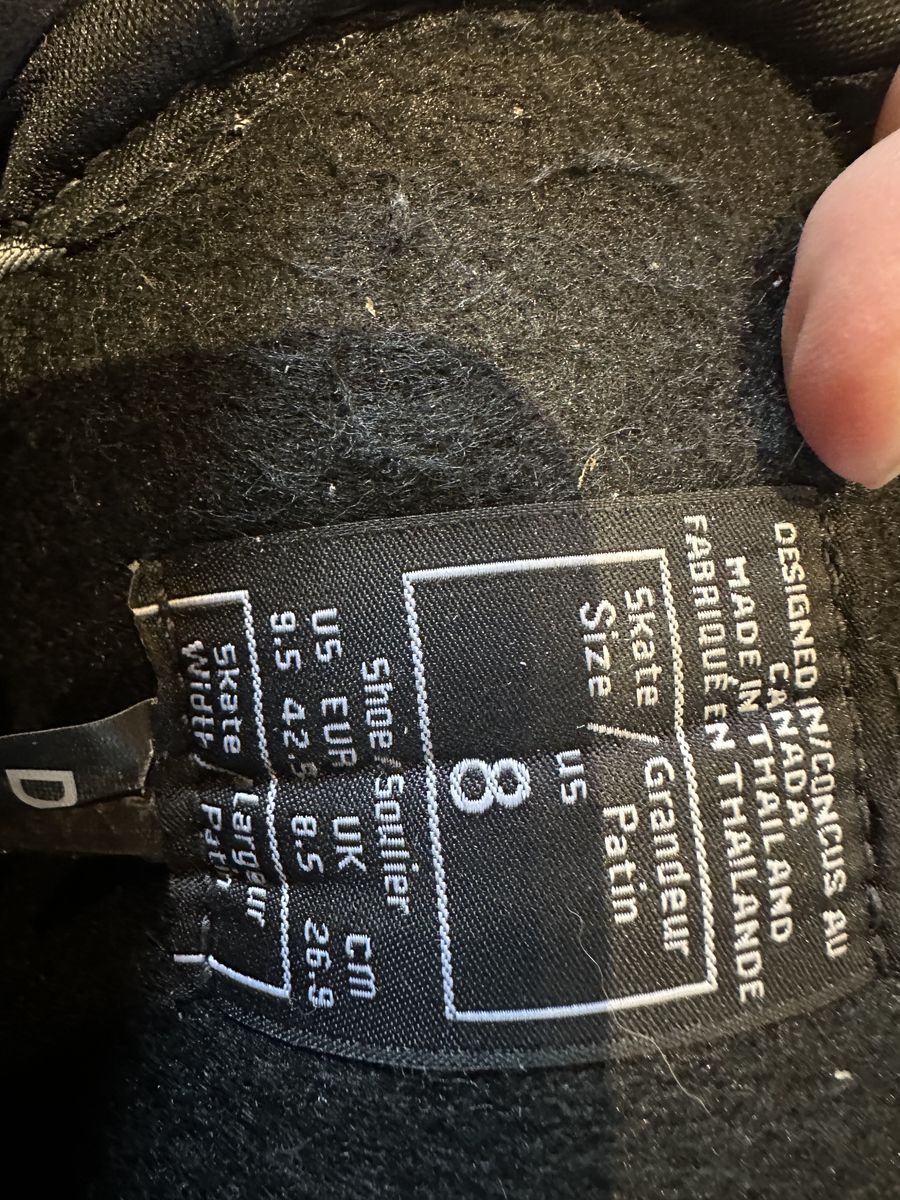 DESIGNED IN/CONCUS AU
CANADA
MADE IN THAILAND
FABRIQUÉ EN THAILANDE
Skate / Grandeur
Size Patin
US
8
Shoe/Soulier
US EUR UK CM
9.5 42.5 8.5 26.9
Skate / Largeur
Width Patin
D